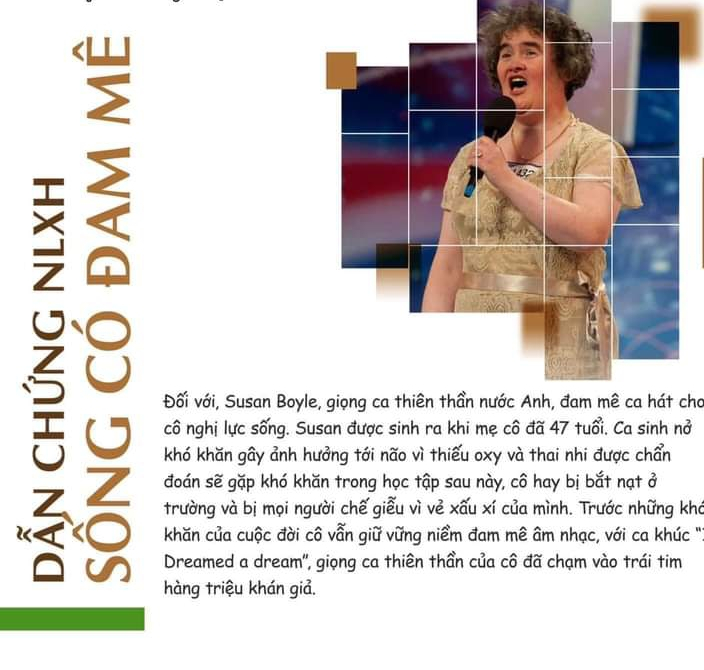 DẪN CHỨNG NLXH
SỐNG CÓ ĐAM MÊ
Đối với, Susan Boyle, giọng ca thiên thần nước Anh, đam mê ca hát cho
cô nghị lực sống. Susan được sinh ra khi mẹ cô đã 47 tuổi. Ca sinh nở
khó khăn gây ảnh hưởng tới não vì thiếu oxy và thai nhi được chẩn
đoán sẽ gặp khó khăn trong học tập sau này, cô hay bị bắt nạt ở
trường và bị mọi người chế giễu vì vẻ xấu xí của mình. Trước những khó
khăn của cuộc đời cô vẫn giữ vững niềm đam mê âm nhạc, với ca khúc “I
Dreamed a dream”, giọng ca thiên thần của cô đã chạm vào trái tim
hàng triệu khán giả.